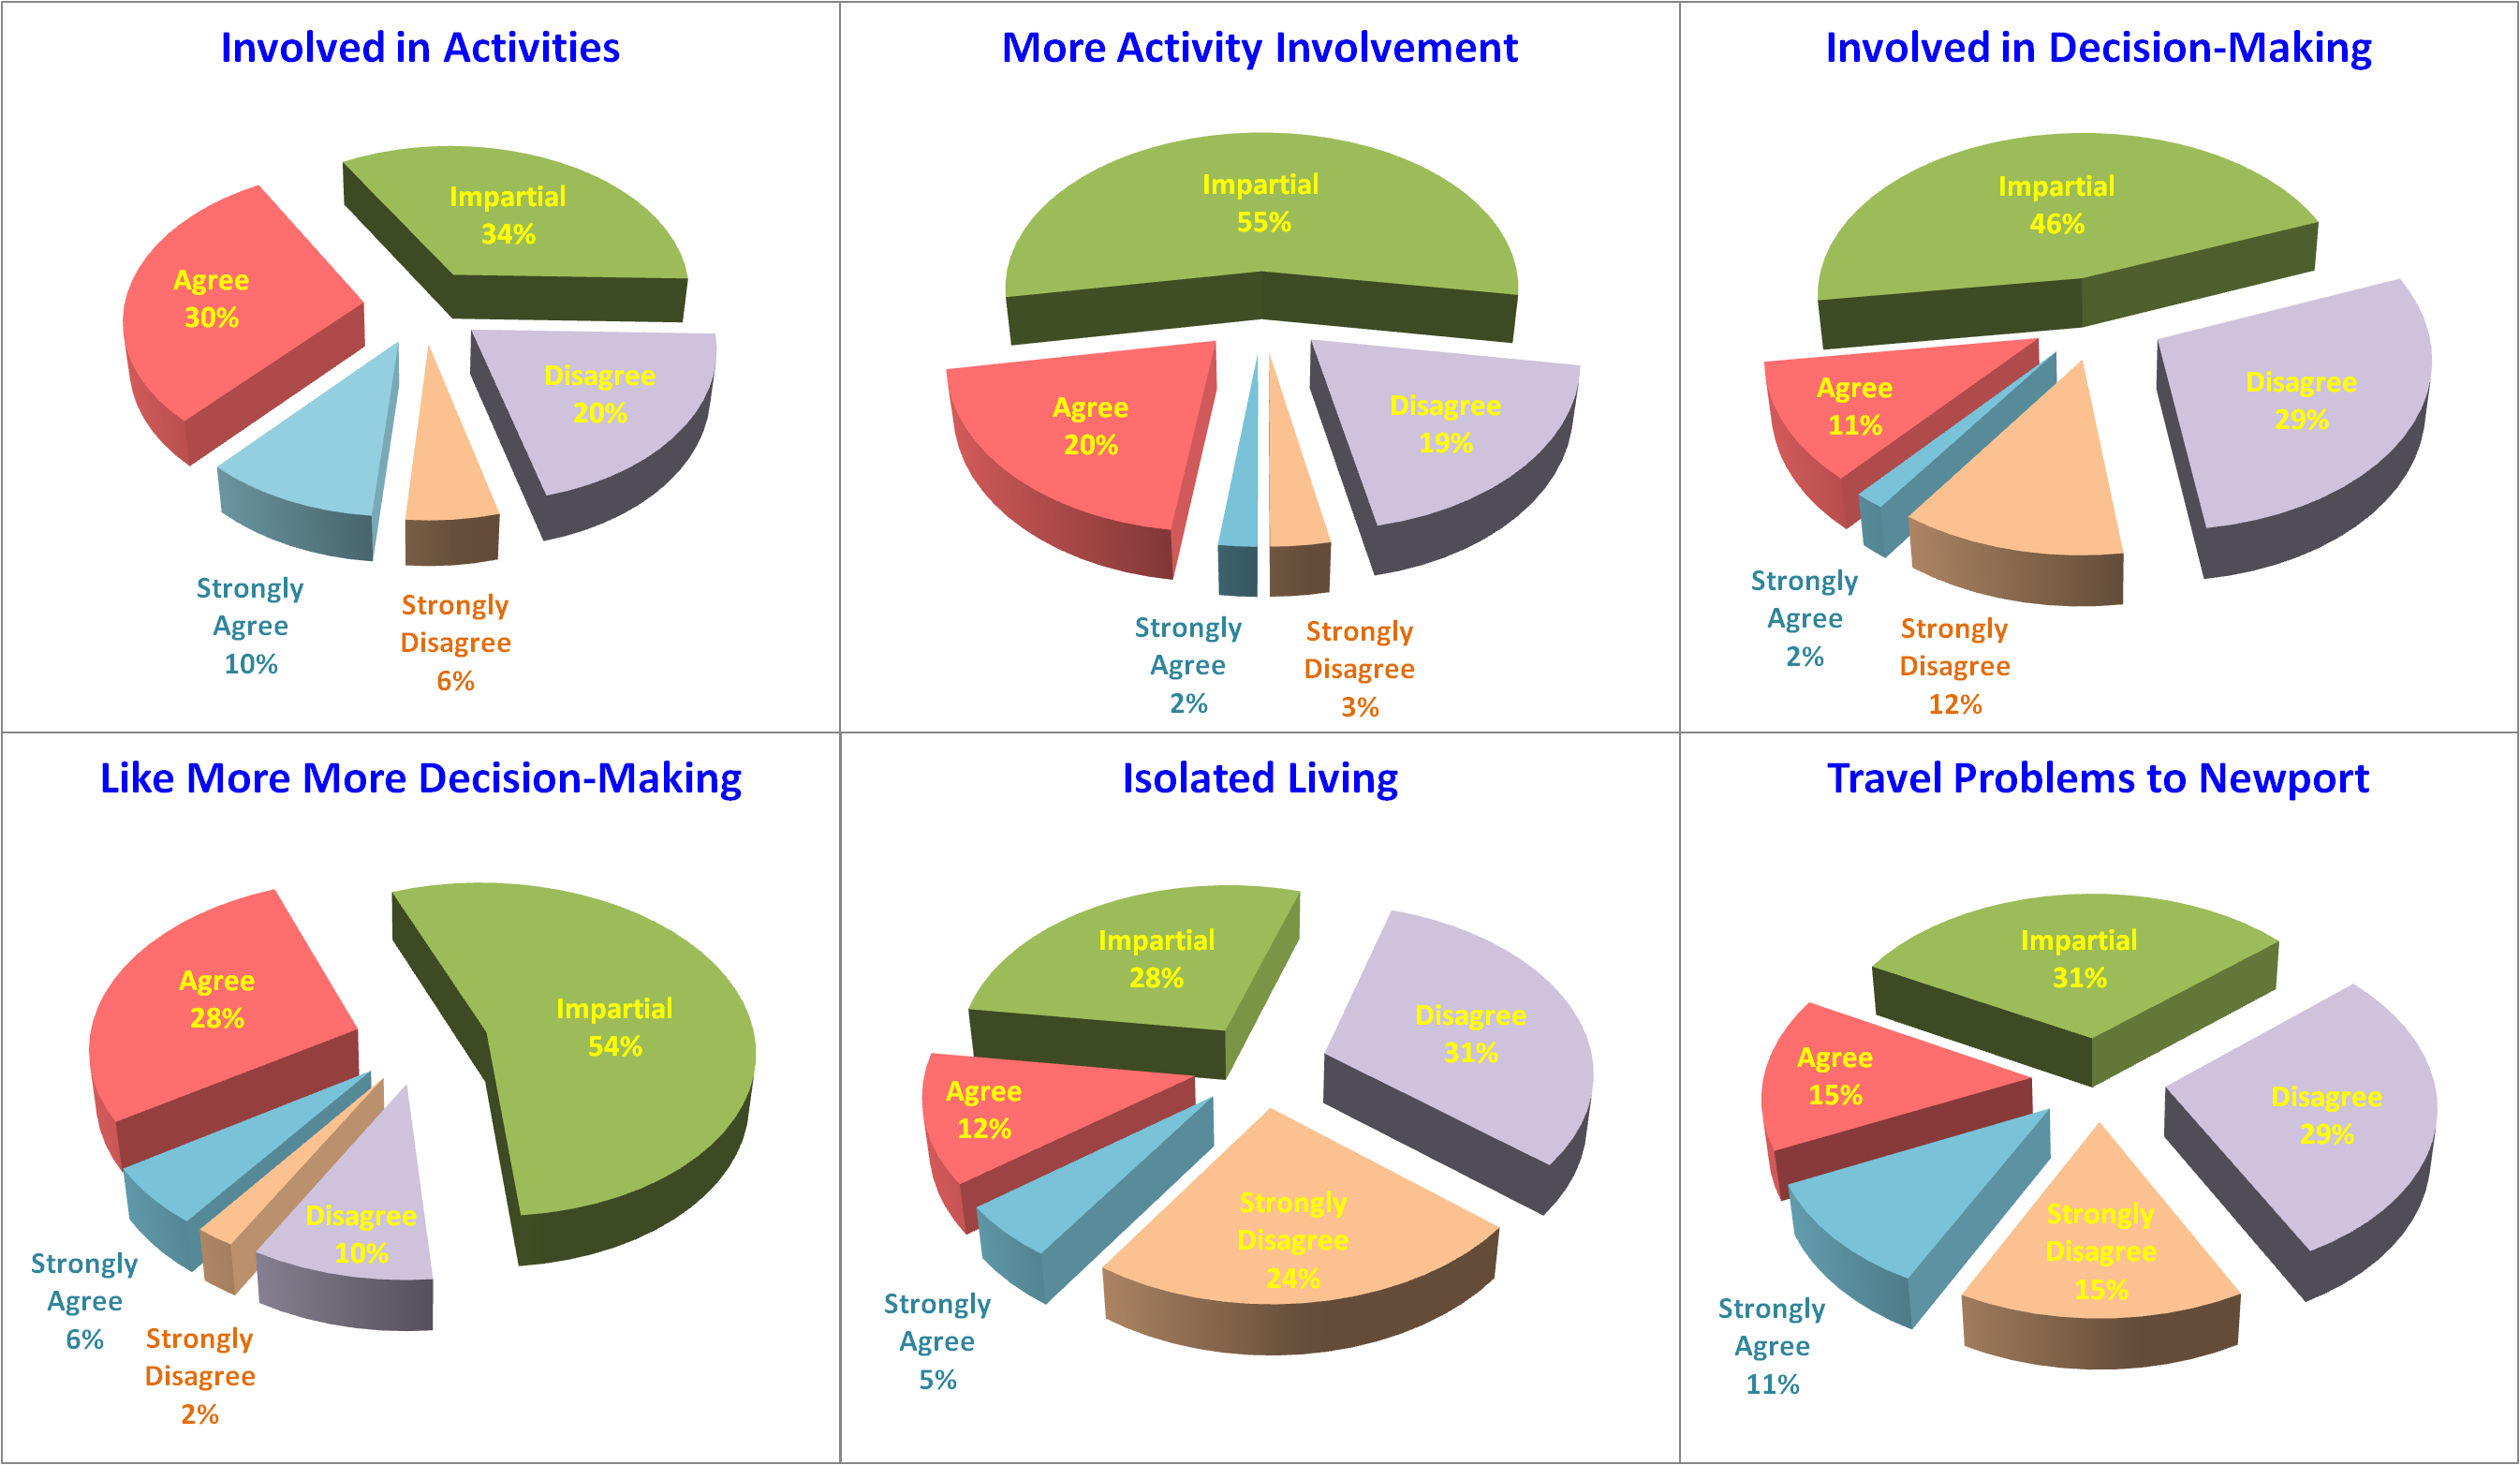 Involved in Activities
Impartial
34%
Agree
30%
Disagree
20%
Strongly
Agree
10%
Strongly
Disagree
6%
More Activity Involvement
Impartial
55%
Agree
20%
Disagree
19%
Strongly
Agree
2%
Strongly
Disagree
3%
Involved in Decision-Making
Impartial
46%
Agree
11%
Disagree
29%
Strongly
Agree
2%
Strongly
Disagree
12%
Like More More Decision-Making
Agree
28%
Impartial
54%
Disagree
10%
Strongly
Agree
6%
Strongly
Disagree
2%
Isolated Living
Impartial
28%
Disagree
31%
Agree
12%
Strongly
Disagree
24%
Strongly
Agree
5%
Travel Problems to Newport
Impartial
31%
Agree
15%
Disagree
29%
Strongly
Disagree
15%
Strongly
Agree
11%